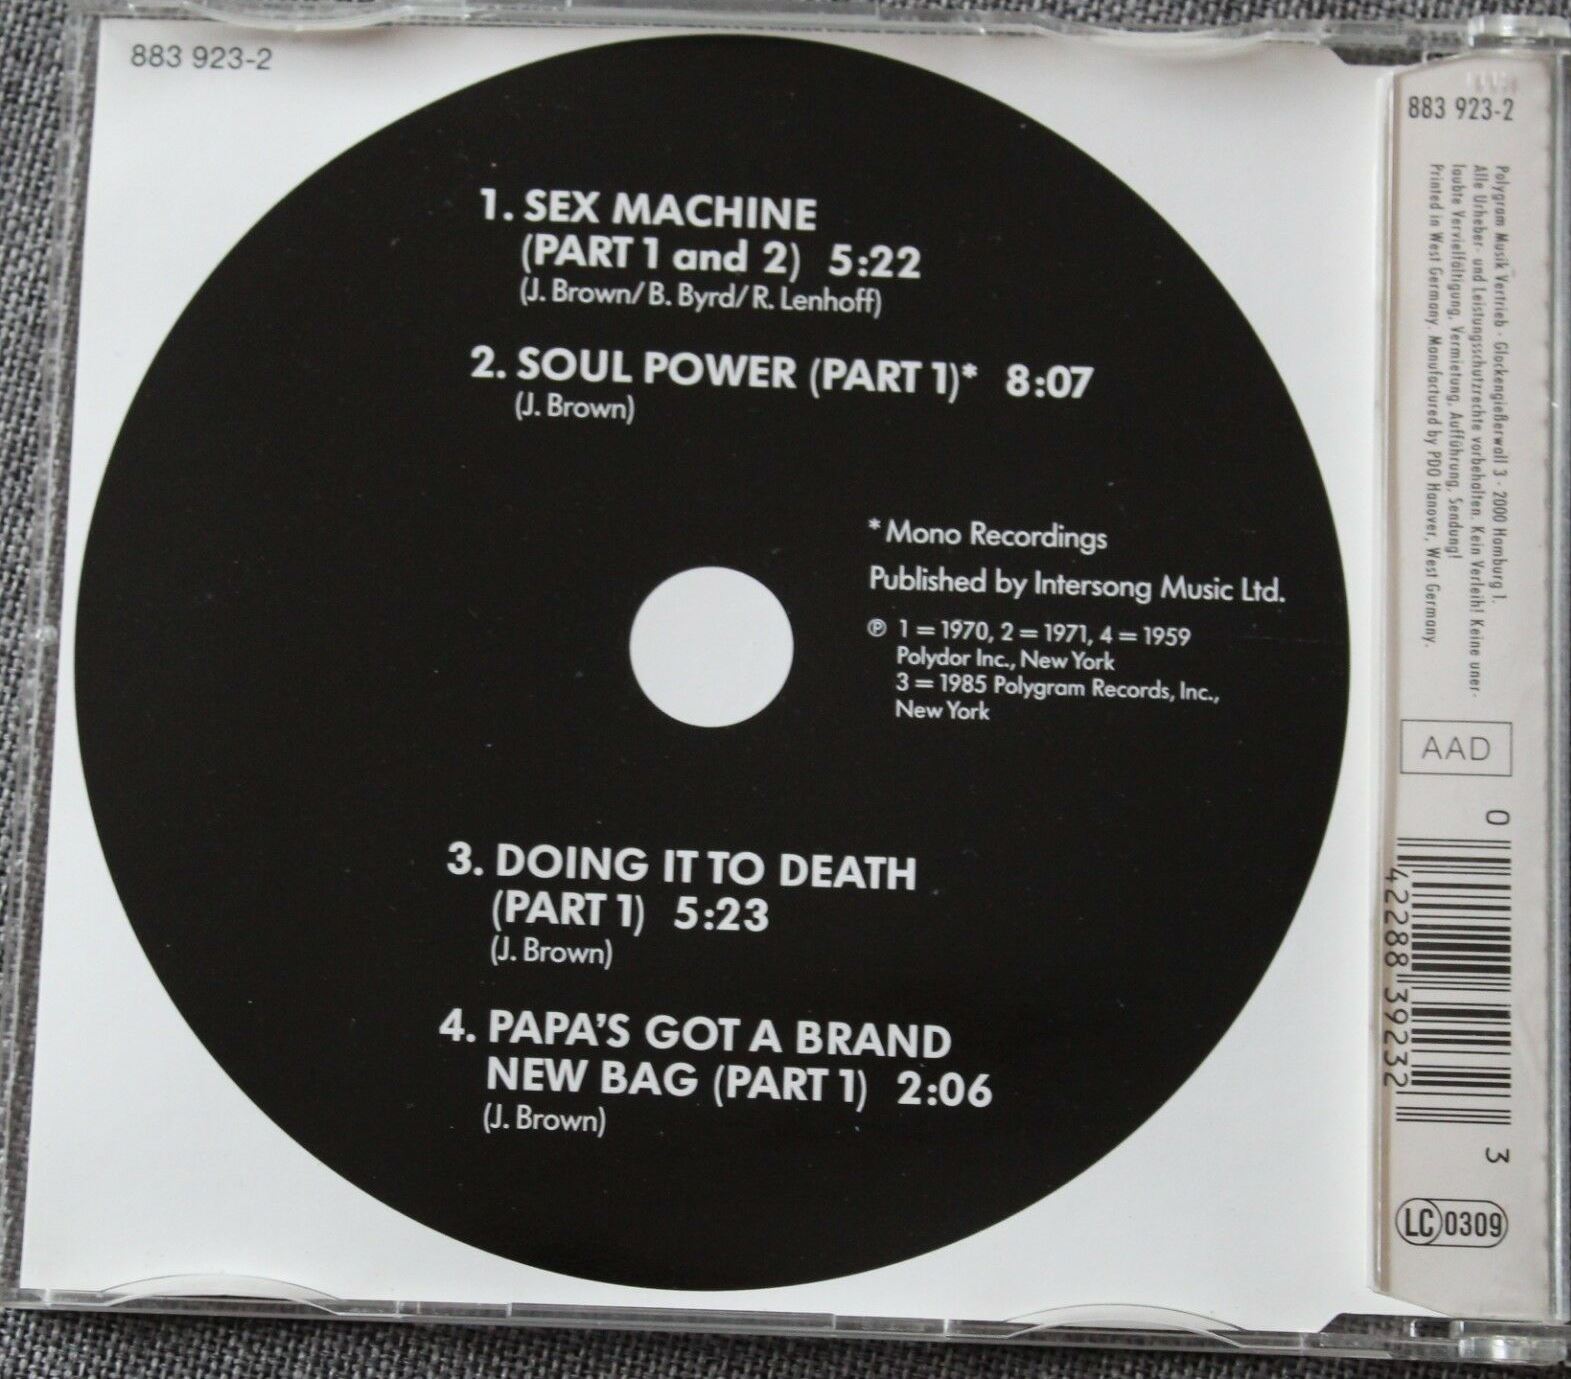 883 923-2
1. SEX MACHINE
(PART 1 and 2) 5:22
(J. Brown/B. Byrd/R. Lenhoff)
2. SOUL POWER (PART 1)* 8:07
(J. Brown)
* Mono Recordings
Published by Intersong Music Ltd.
℗ 1 = 1970, 2 = 1971, 4 = 1959
Polydor Inc., New York
3 = 1985 Polygram Records, Inc.,
New York
3. DOING IT TO DEATH
(PART 1) 5:23
(J. Brown)
4. PAPA'S GOT A BRAND
NEW BAG (PART 1) 2:06
(J. Brown)
883 923-2
Polygram Musik Vertrieb · Glockengießerwall 3 · 2000 Hamburg 1.
Alle Urheber- und Leistungsschutzrechte vorbehalten. Kein Verleih! Keine uner-
laubte Vervielfältigung, Vermietung, Aufführung, Sendung!
Printed in West Germany. Manufactured by PDO Hanover, West Germany.
AAD
0 42288 39232 3
LC 0309